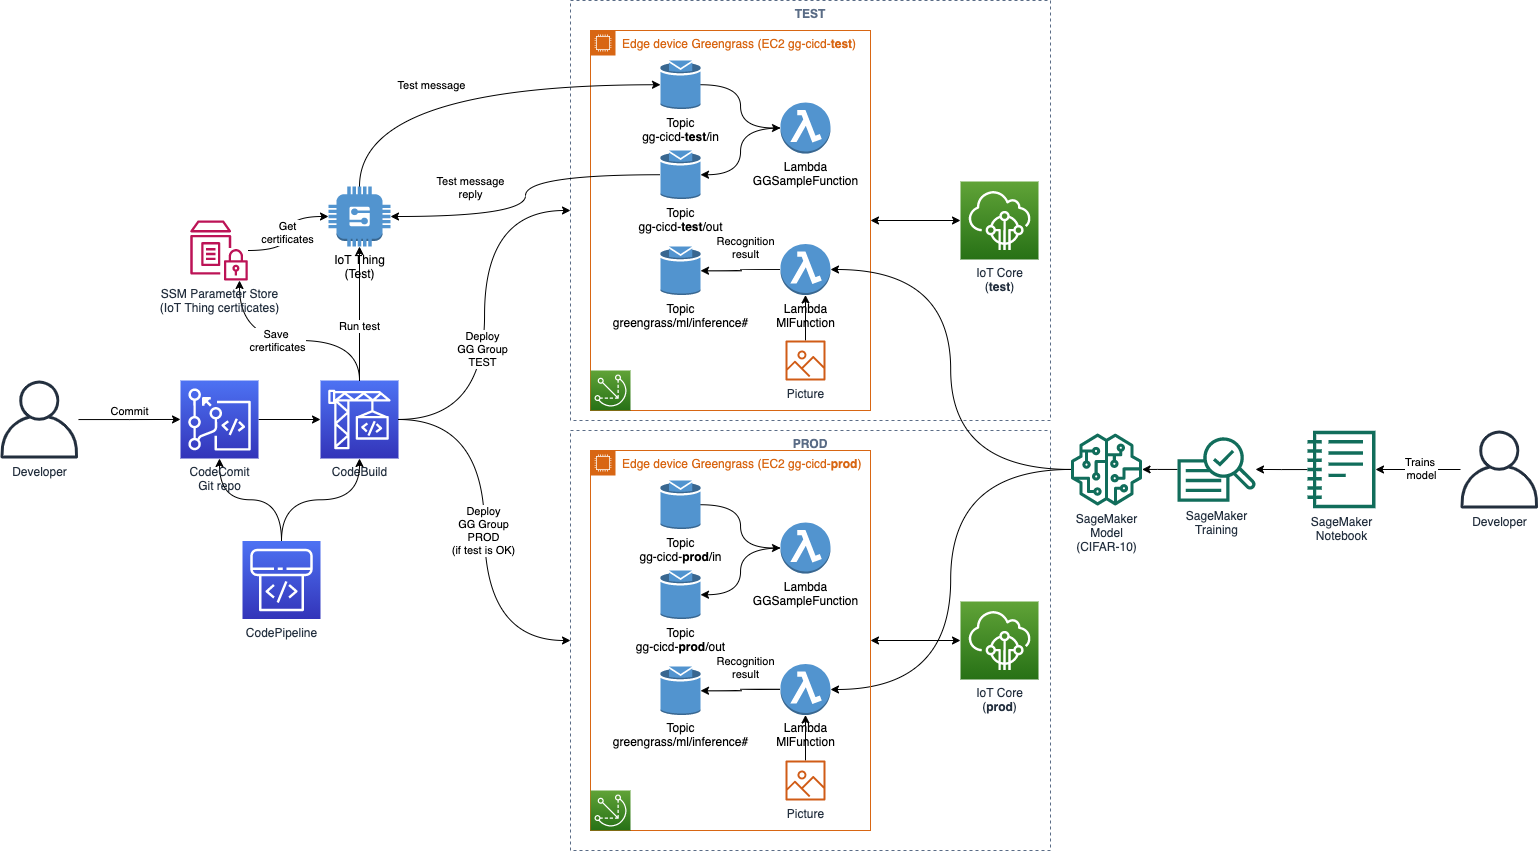 TEST
Edge device Greengrass (EC2 gg-cicd-test)
Test message
Topic
gg-cicd-test/in
Lambda
GGSampleFunction
Test message
reply
Topic
gg-cicd-test/out
Get
certificates
IoT Thing
(Test)
Recognition
result
IoT Core
(test)
SSM Parameter Store
(IoT Thing certificates)
Topic
greengrass/ml/inference#
Lambda
MlFunction
Save
crertificates
Run test
Deploy
GG Group
TEST
Picture
Commit
Developer
CodeComit
Git repo
CodeBuild
CodePipeline
Deploy
GG Group
PROD
(if test is OK)
PROD
Edge device Greengrass (EC2 gg-cicd-prod)
Topic
gg-cicd-prod/in
Lambda
GGSampleFunction
Topic
gg-cicd-prod/out
Recognition
result
Topic
greengrass/ml/inference#
Lambda
MlFunction
Picture
IoT Core
(prod)
SageMaker
Model
(CIFAR-10)
SageMaker
Training
SageMaker
Notebook
Trains
model
Developer